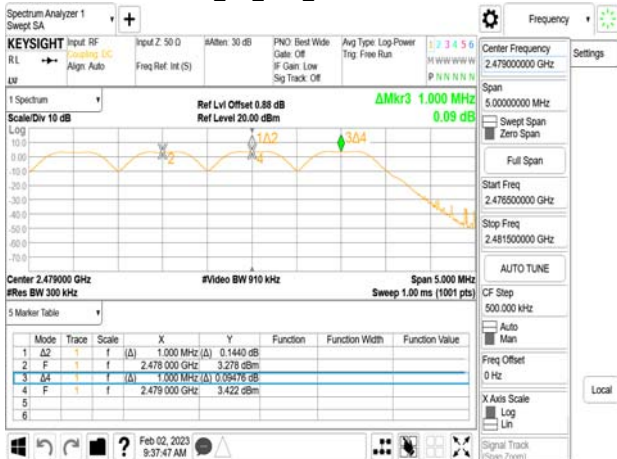 Spectrum Analyzer 1
Swept SA
+
Frequency
KEYSIGHT Input: RF
RL
Coupling: DC
Align: Auto
Input Z: 50 Ω
Freq Ref: Int (S)
#Atten: 30 dB
PNO: Best Wide
Gate: Off
IF Gain: Low
Sig Track: Off
Avg Type: Log-Power
Trig: Free Run
1 2 3 4 5 6
M W W W W W
P N N N N N
Center Frequency
2.479000000 GHz
Settings
Span
5.00000000 MHz
Swept Span
Zero Span
Full Span
Start Freq
2.476500000 GHz
Stop Freq
2.481500000 GHz
AUTO TUNE
CF Step
500.000 kHz
Auto
Man
Freq Offset
0 Hz
X Axis Scale
Log
Lin
Signal Track
(Span Zoom)
Local
1 Spectrum
Scale/Div 10 dB
Ref Lvl Offset 0.88 dB
Ref Level 20.00 dBm
ΔMkr3 1.000 MHz
0.09 dB
Log
10.0
0.00
-10.0
-20.0
-30.0
-40.0
-50.0
-60.0
-70.0
2
1Δ2
4
3Δ4
Center 2.479000 GHz
#Res BW 300 kHz
#Video BW 910 kHz
Span 5.000 MHz
Sweep 1.00 ms (1001 pts)
5 Marker Table
Mode Trace Scale X Y Function Function Width Function Value
1 Δ2 1 f (Δ) 1.000 MHz (Δ) 0.1440 dB
2 F 1 f 2.478 000 GHz 3.278 dBm
3 Δ4 1 f (Δ) 1.000 MHz (Δ) 0.09476 dB
4 F 1 f 2.479 000 GHz 3.422 dBm
5
6
?
Feb 02, 2023
9:37:47 AM